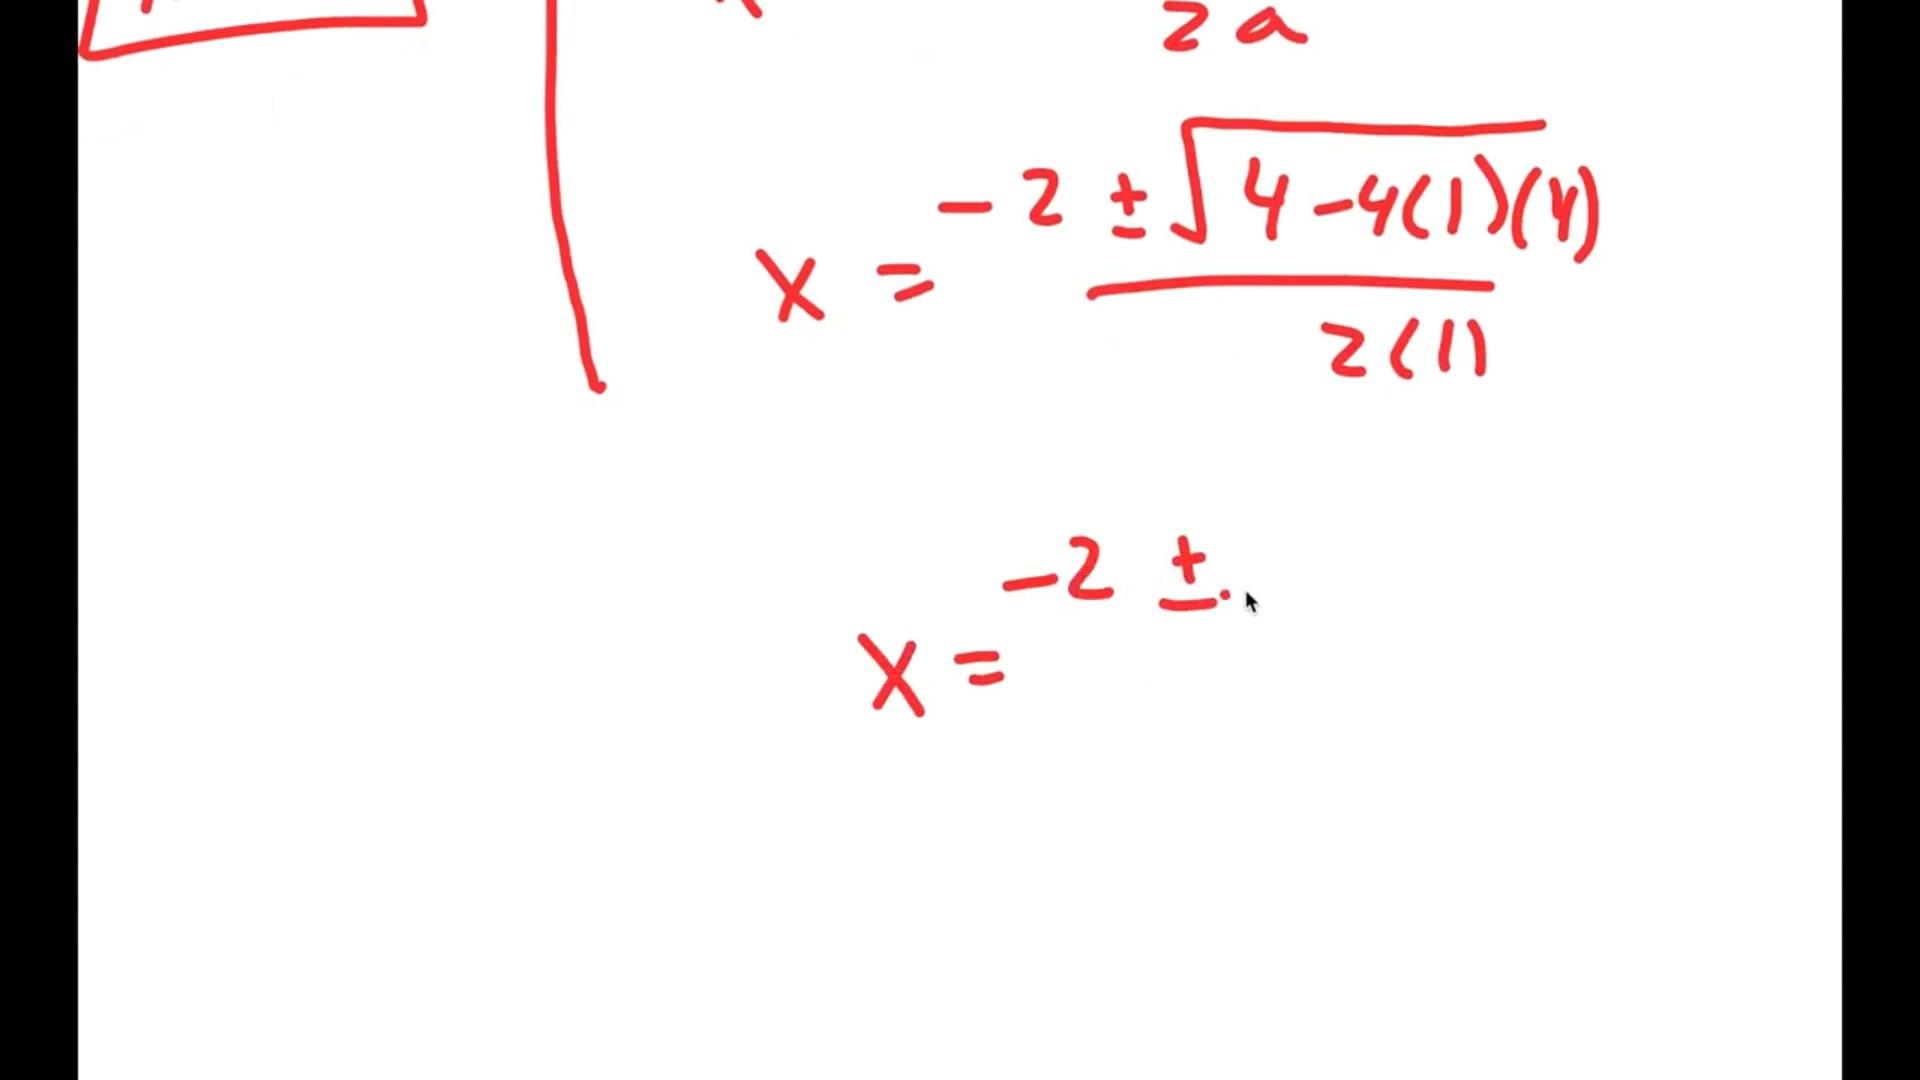 2a
x = -2 ± √4-4(1)(4)
2(1)
x = -2 ±